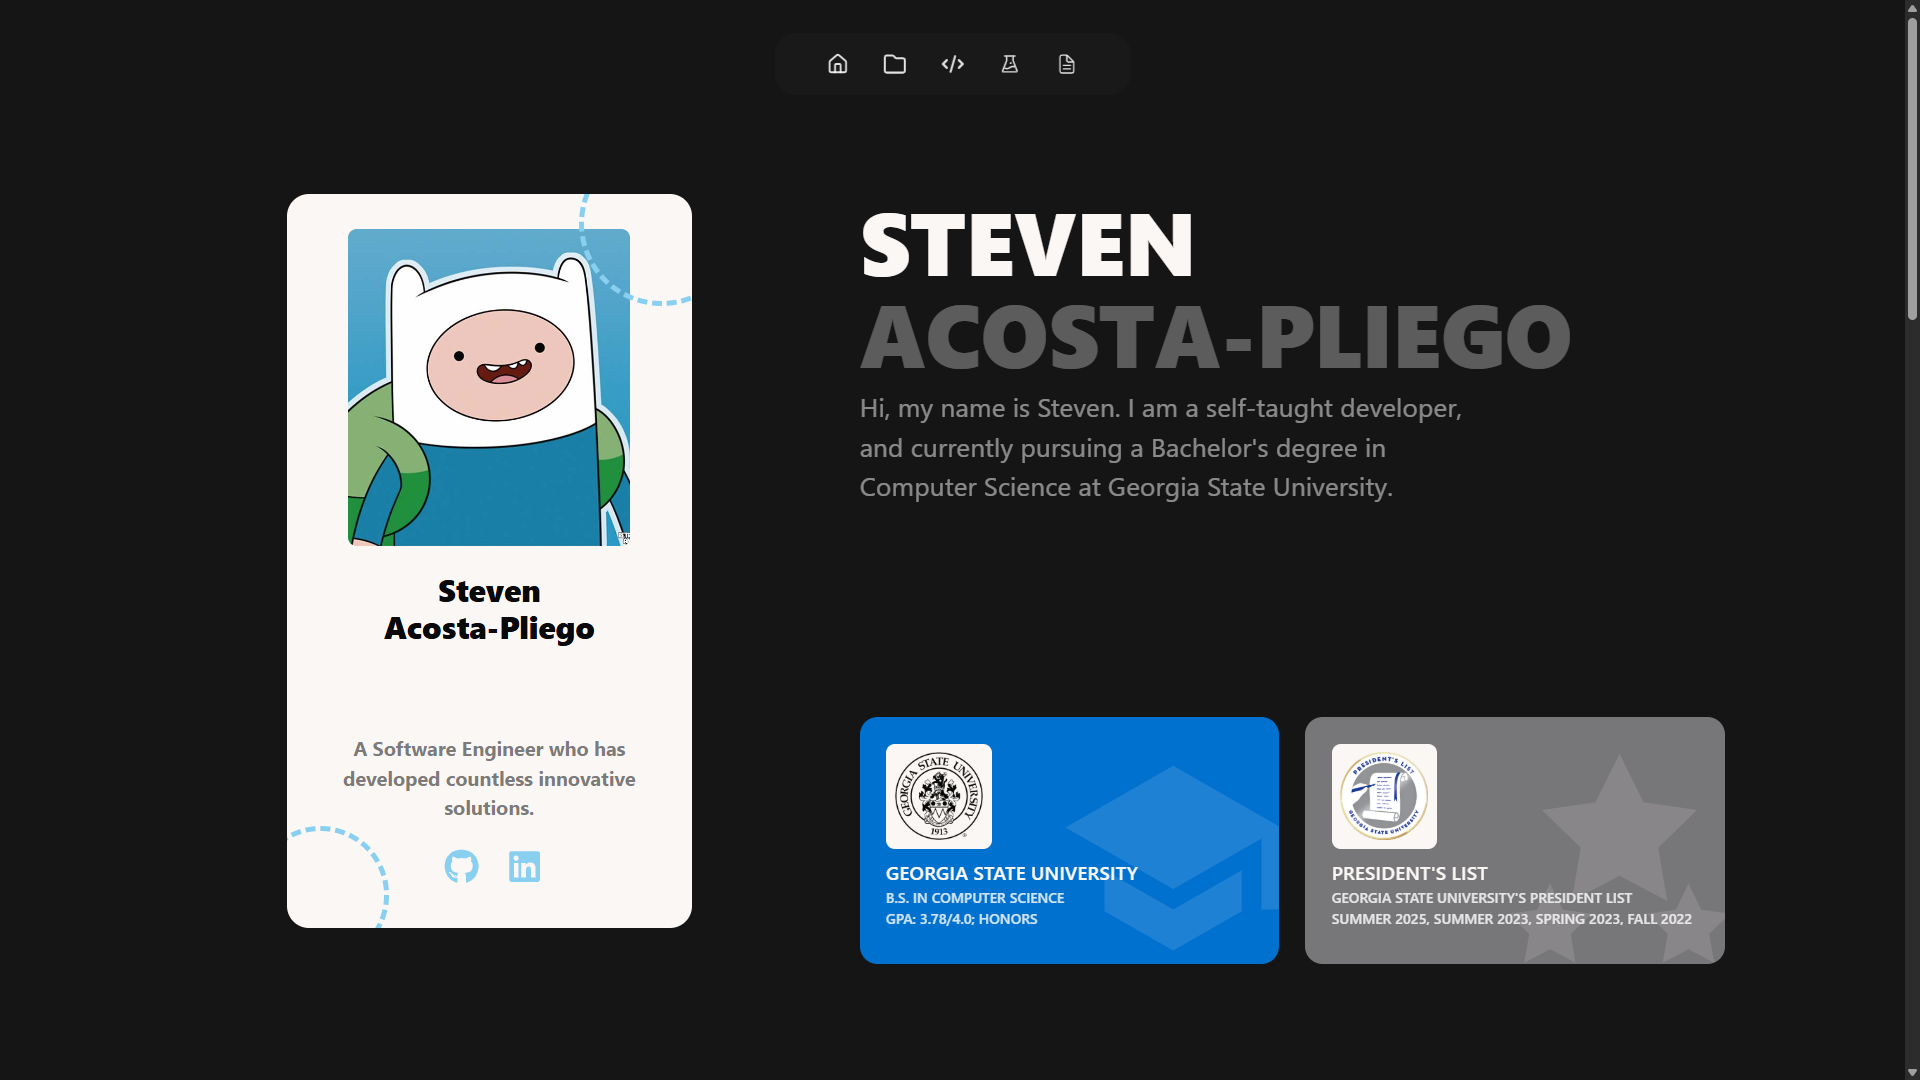 STEVEN
ACOSTA-PLIEGO
Hi, my name is Steven. I am a self-taught developer,
and currently pursuing a Bachelor's degree in
Computer Science at Georgia State University.
Steven
Acosta-Pliego
A Software Engineer who has
developed countless innovative
solutions.
in
GEORGIA STATE UNIVERSITY
1913
GEORGIA STATE UNIVERSITY
B.S. IN COMPUTER SCIENCE
GPA: 3.78/4.0; HONORS
PRESIDENT'S LIST
GEORGIA STATE UNIVERSITY
PRESIDENT'S LIST
GEORGIA STATE UNIVERSITY'S PRESIDENT LIST
SUMMER 2025, SUMMER 2023, SPRING 2023, FALL 2022